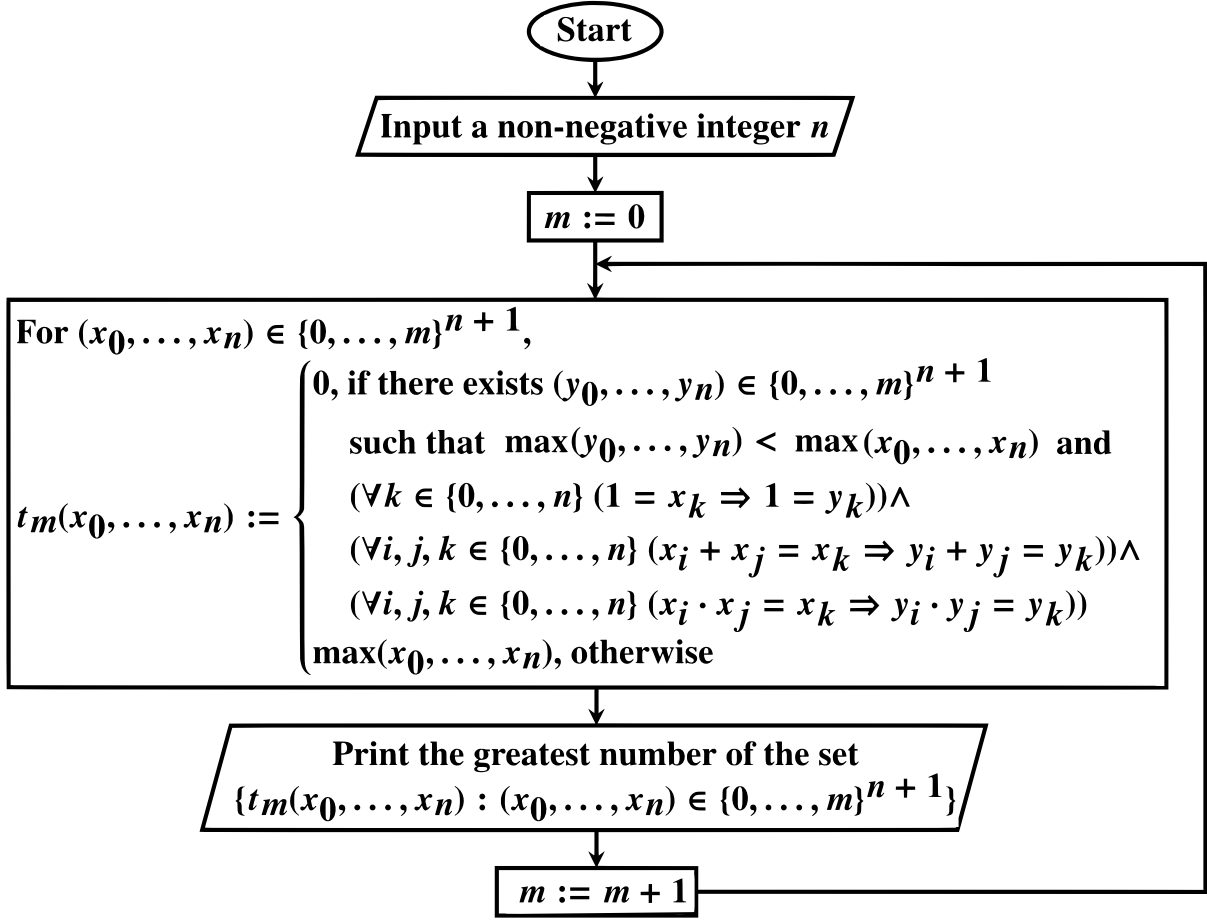 Start
Input a non-negative integer n
m := 0
For (x₀, . . . , xₙ) ∈ {0, . . . , m}ⁿ ⁺ ¹,
0, if there exists (y₀, . . . , yₙ) ∈ {0, . . . , m}ⁿ ⁺ ¹
such that max(y₀, . . . , yₙ) < max(x₀, . . . , xₙ) and
(∀k ∈ {0, . . . , n} (1 = xₖ ⇒ 1 = yₖ))∧
tₘ(x₀, . . . , xₙ) :=
(∀i, j, k ∈ {0, . . . , n} (xᵢ + xⱼ = xₖ ⇒ yᵢ + yⱼ = yₖ))∧
(∀i, j, k ∈ {0, . . . , n} (xᵢ · xⱼ = xₖ ⇒ yᵢ · yⱼ = yₖ))
max(x₀, . . . , xₙ), otherwise
Print the greatest number of the set
{tₘ(x₀, . . . , xₙ) : (x₀, . . . , xₙ) ∈ {0, . . . , m}ⁿ ⁺ ¹}
m := m + 1